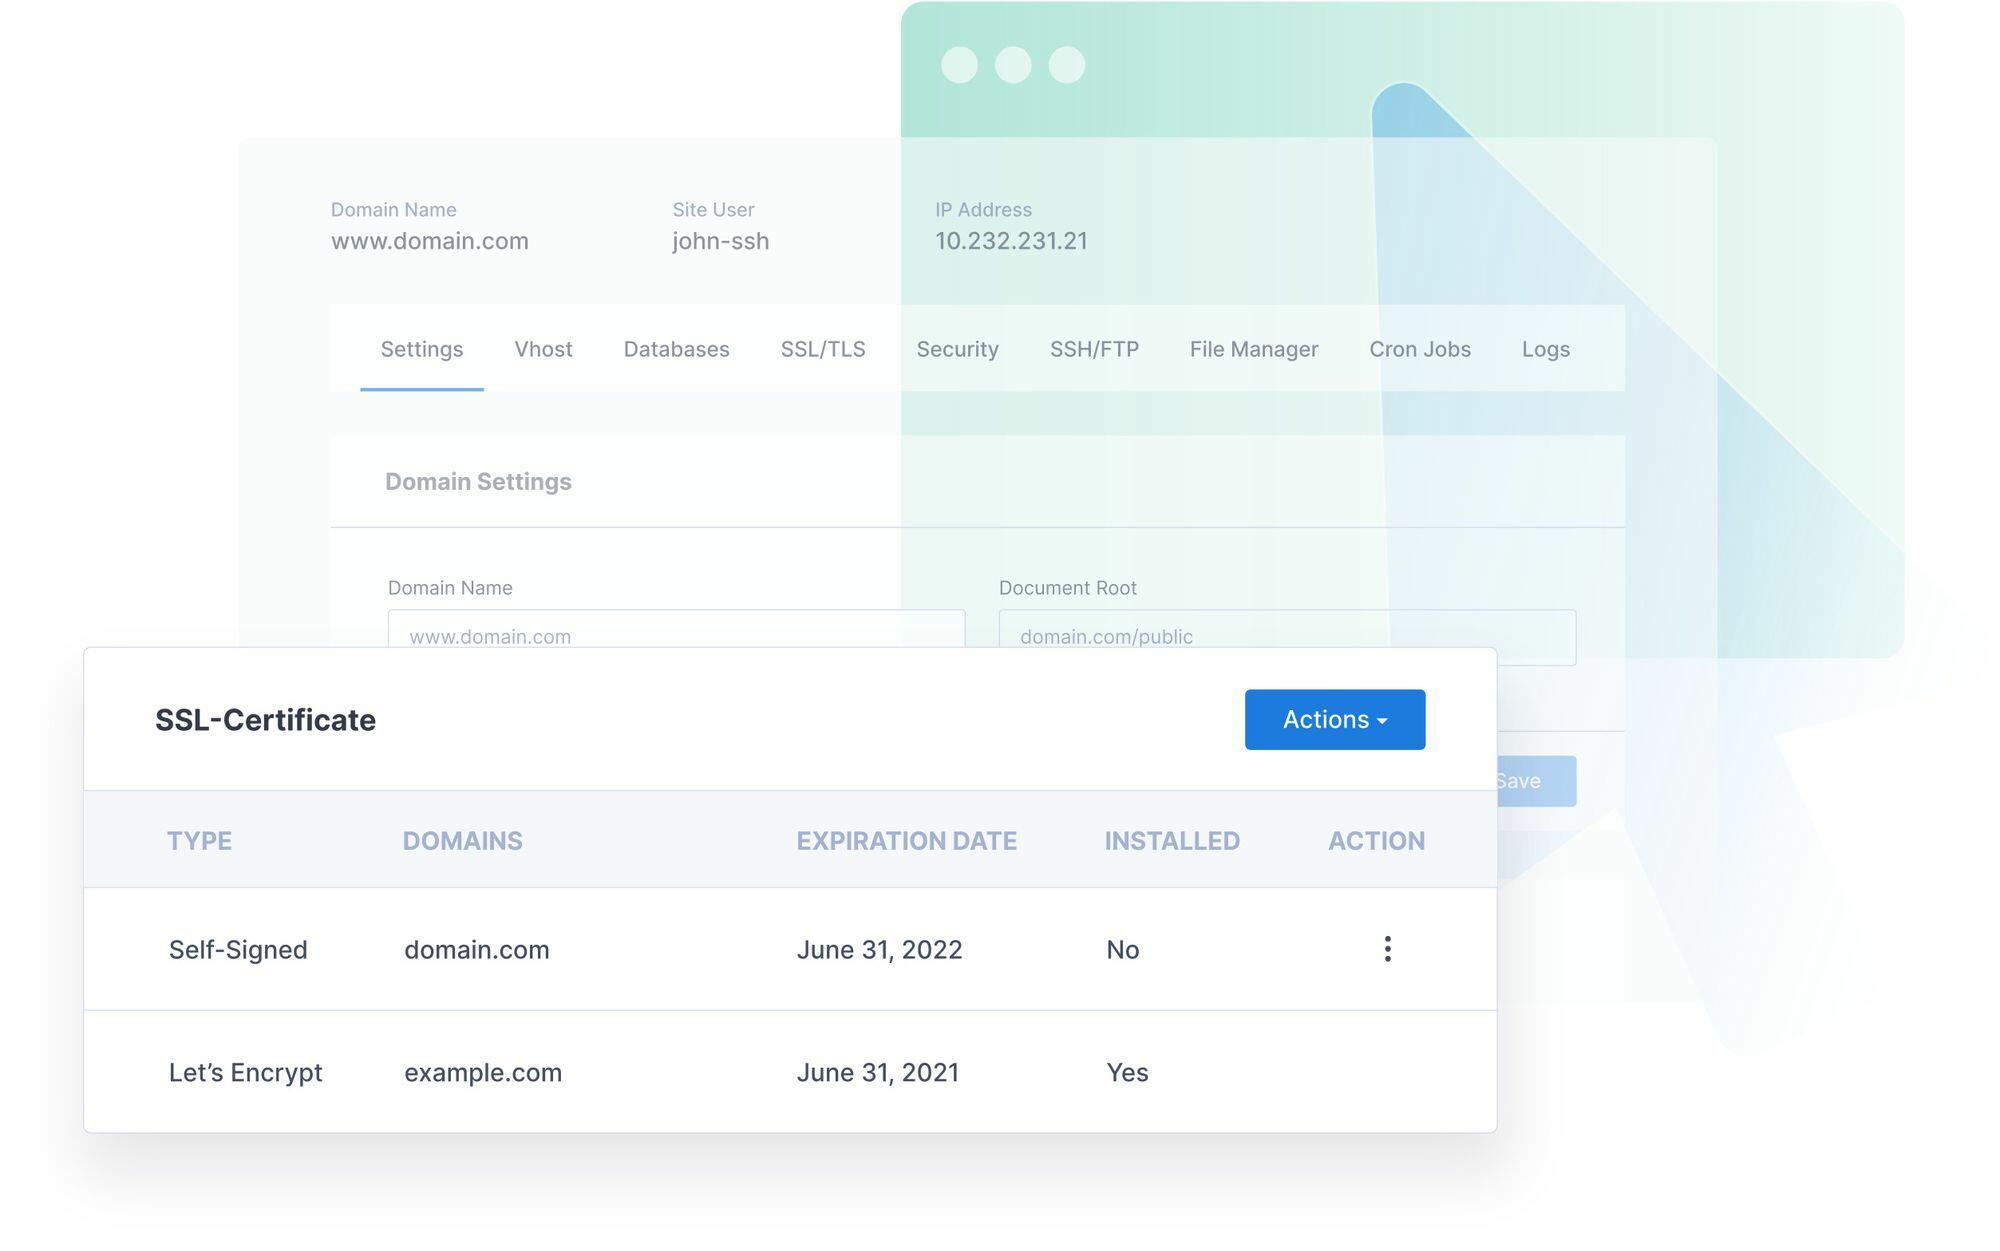 Domain Name Site User IP Address
www.domain.com john-ssh 10.232.231.21
Settings Vhost Databases SSL/TLS Security SSH/FTP File Manager Cron Jobs Logs
Domain Settings
Domain Name Document Root
www.domain.com domain.com/public
SSL-Certificate Actions
Save
TYPE DOMAINS EXPIRATION DATE INSTALLED ACTION
Self-Signed domain.com June 31, 2022 No
Let’s Encrypt example.com June 31, 2021 Yes